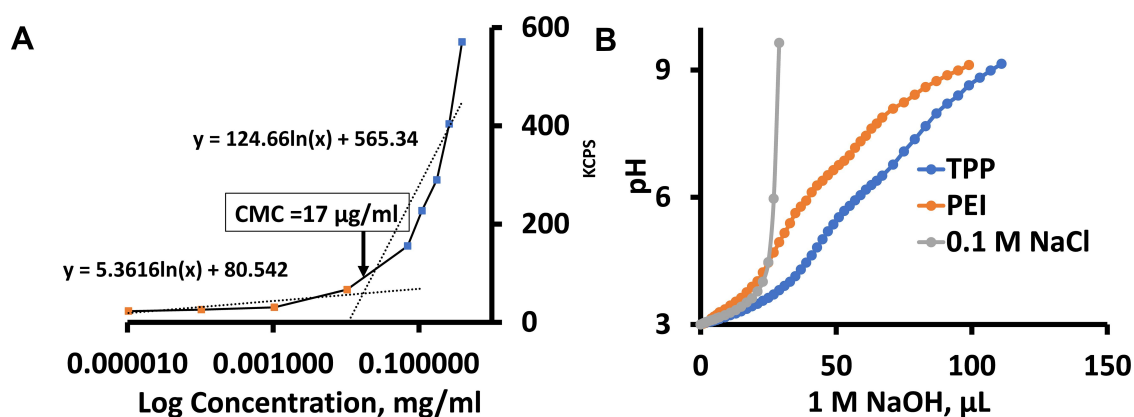 A
600
400
200
0
KCPS
y = 124.66ln(x) + 565.34
CMC =17 µg/ml
y = 5.3616ln(x) + 80.542
0.000010 0.001000 0.100000
Log Concentration, mg/ml
B
9
6
3
pH
TPP
PEI
0.1 M NaCl
0 50 100 150
1 M NaOH, µL